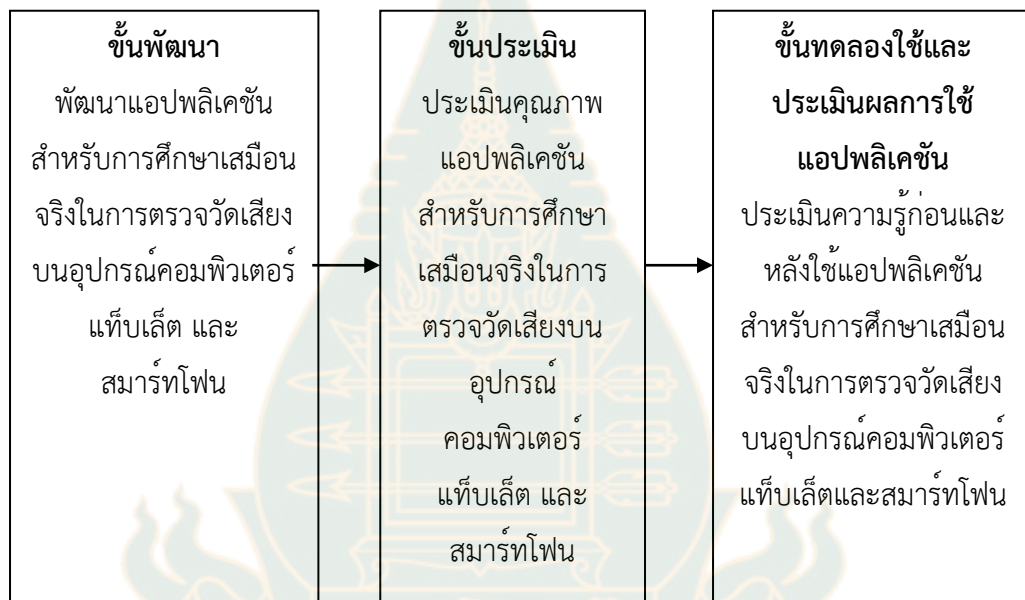 ขั้นพัฒนา
พัฒนาแอปพลิเคชัน
สำหรับการศึกษาเสมือน
จริงในการตรวจวัดเสียง
บนอุปกรณ์คอมพิวเตอร์
แท็บเล็ต และ
สมาร์ทโฟน
ขั้นประเมิน
ประเมินคุณภาพ
แอปพลิเคชัน
สำหรับการศึกษา
เสมือนจริงในการ
ตรวจวัดเสียงบน
อุปกรณ์
คอมพิวเตอร์
แท็บเล็ต และ
สมาร์ทโฟน
ขั้นทดลองใช้และ
ประเมินผลการใช้
แอปพลิเคชัน
ประเมินความรู้ก่อนและ
หลังใช้แอปพลิเคชัน
สำหรับการศึกษาเสมือน
จริงในการตรวจวัดเสียง
บนอุปกรณ์คอมพิวเตอร์
แท็บเล็ตและสมาร์ทโฟน